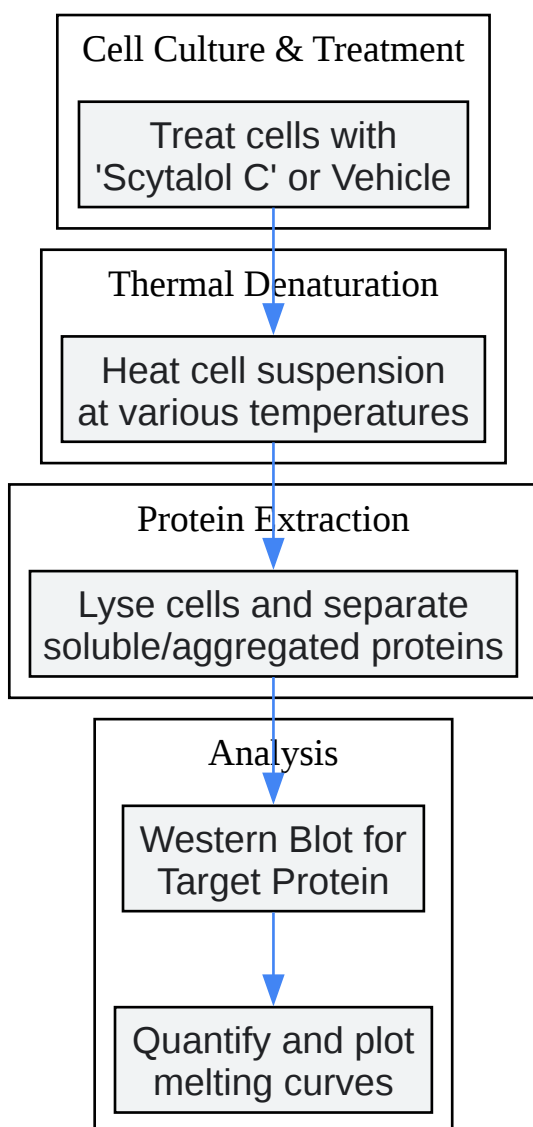 Cell Culture & Treatment
Treat cells with
'Scytalol C' or Vehicle
Thermal Denaturation
Heat cell suspension
at various temperatures
Protein Extraction
Lyse cells and separate
soluble/aggregated proteins
Analysis
Western Blot for
Target Protein
Quantify and plot
melting curves